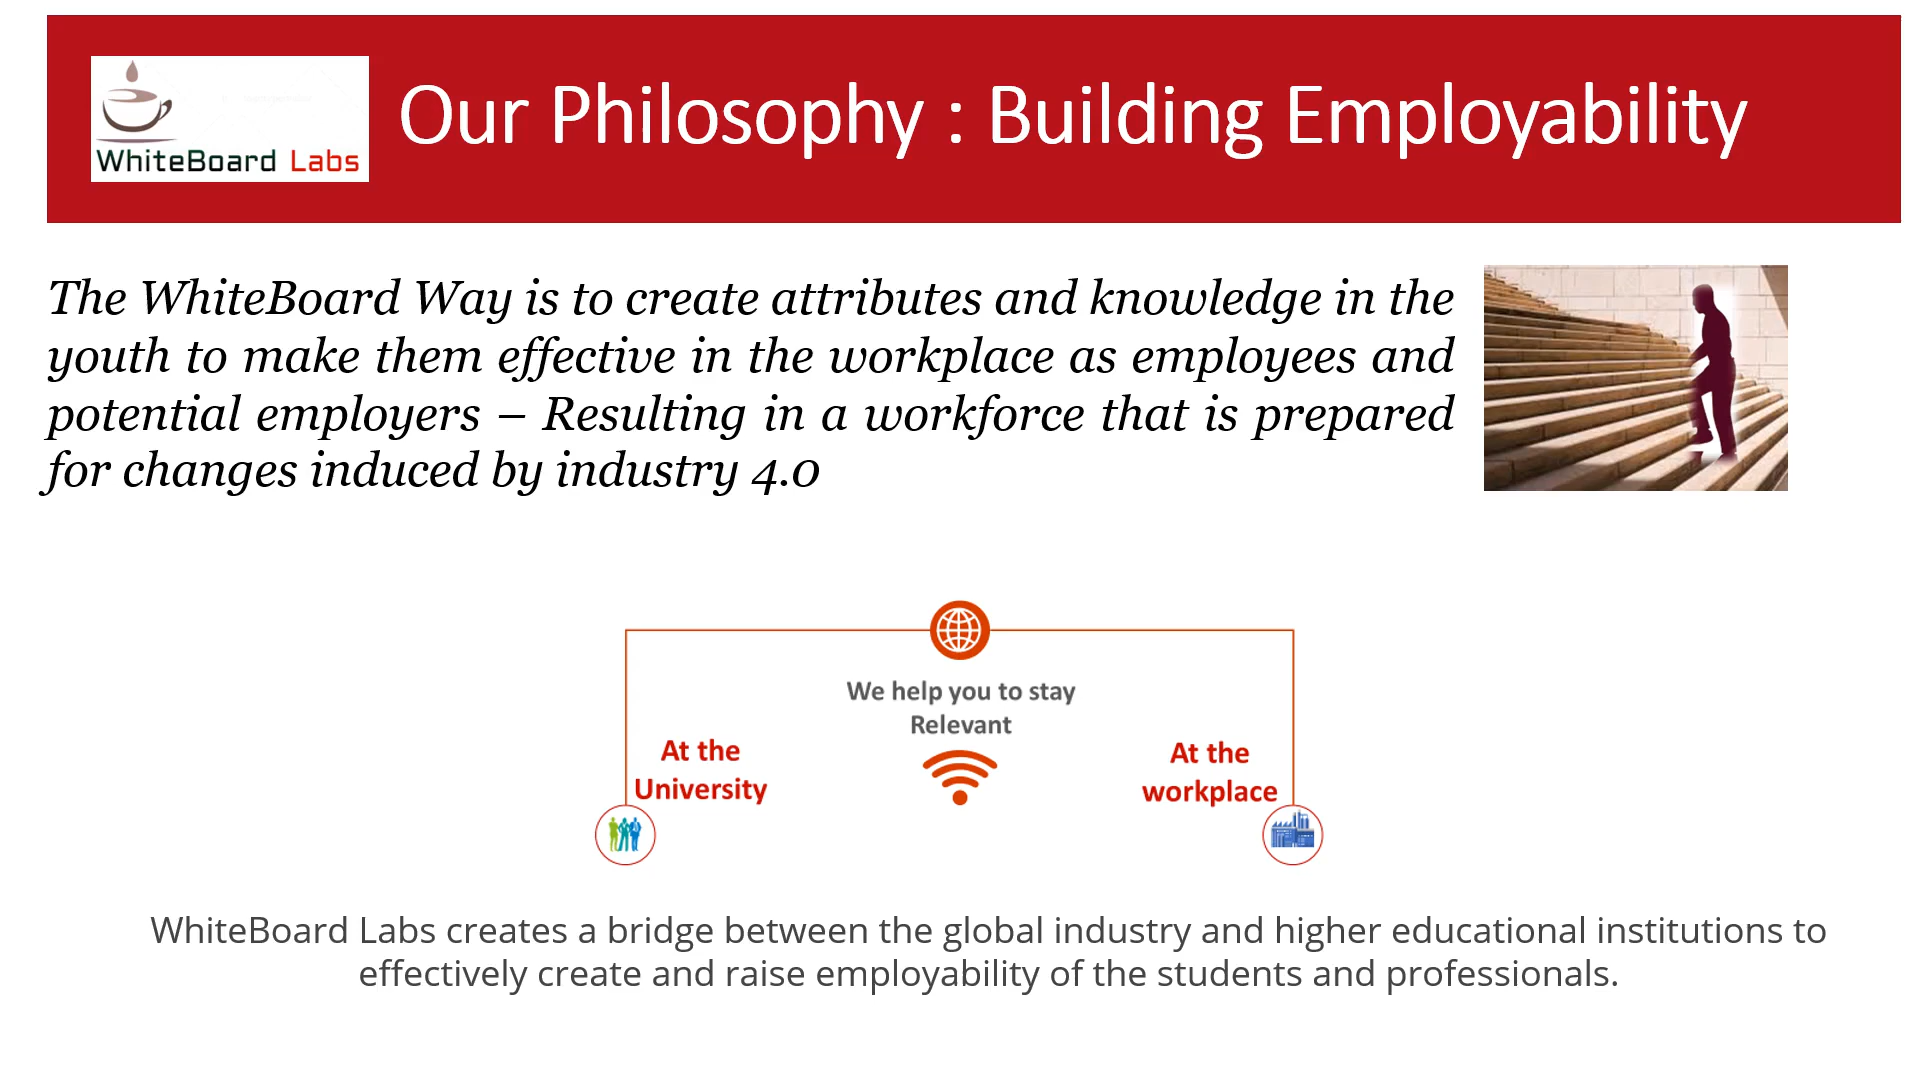 WhiteBoard Labs
Our Philosophy : Building Employability
The WhiteBoard Way is to create attributes and knowledge in the
youth to make them effective in the workplace as employees and
potential employers – Resulting in a workforce that is prepared
for changes induced by industry 4.0
We help you to stay
Relevant
At the
University
At the
workplace
WhiteBoard Labs creates a bridge between the global industry and higher educational institutions to
effectively create and raise employability of the students and professionals.